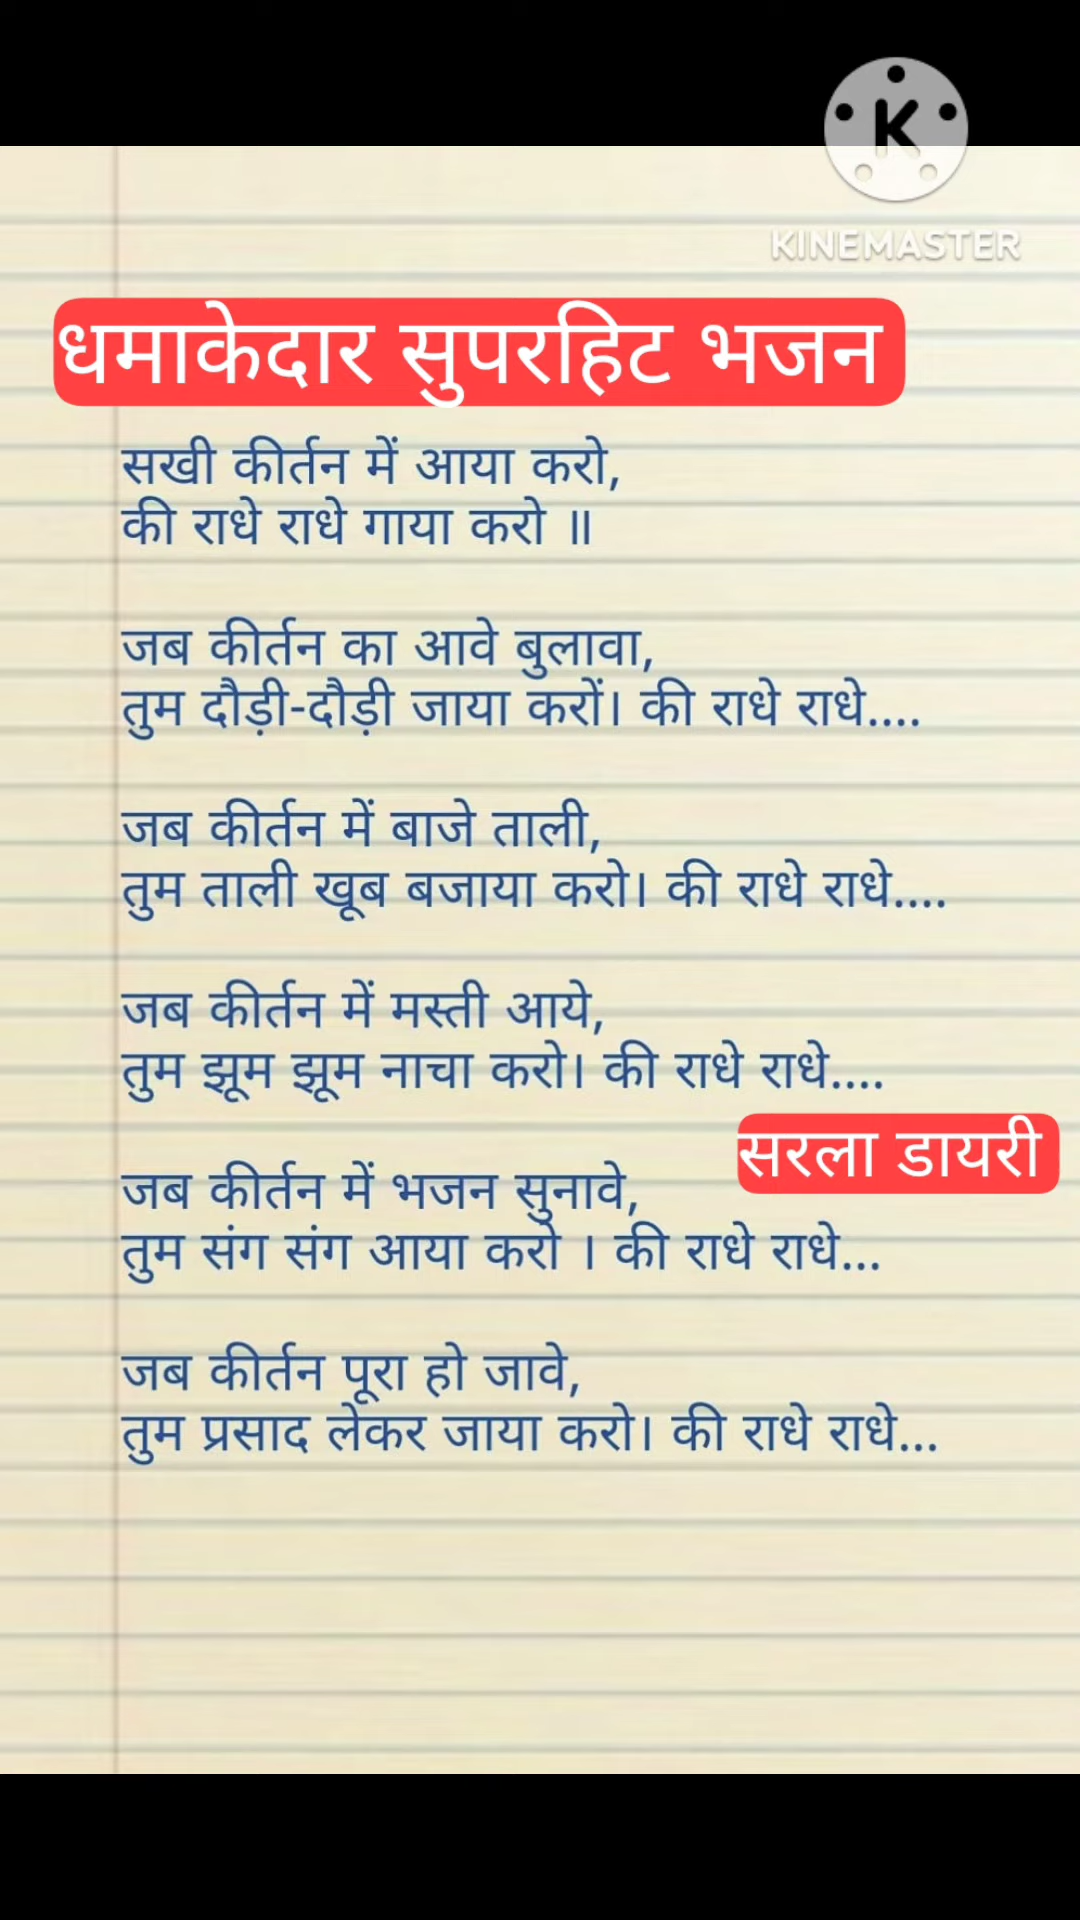 K
KINEMASTER
धमाकेदार सुपरहिट भजन
सखी कीर्तन में आया करो,
की राधे राधे गाया करो ॥
जब कीर्तन का आवे बुलावा,
तुम दौड़ी-दौड़ी जाया करों। की राधे राधे....
जब कीर्तन में बाजे ताली,
तुम ताली खूब बजाया करो। की राधे राधे....
जब कीर्तन में मस्ती आये,
तुम झूम झूम नाचा करो। की राधे राधे....
सरला डायरी
जब कीर्तन में भजन सुनावे,
तुम संग संग आया करो । की राधे राधे...
जब कीर्तन पूरा हो जावे,
तुम प्रसाद लेकर जाया करो। की राधे राधे...